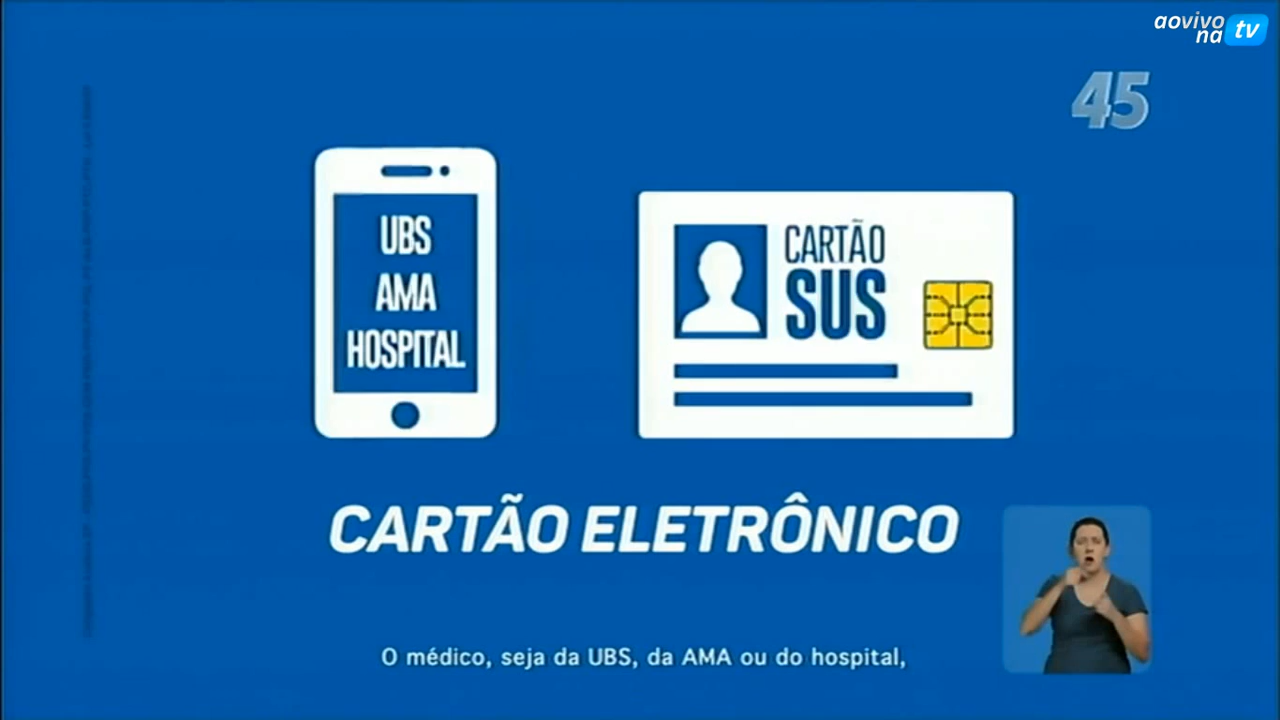 aovivo
na tv
45
UBS
AMA
HOSPITAL
CARTÃO
SUS
CARTÃO ELETRÔNICO
O médico, seja da UBS, da AMA ou do hospital,